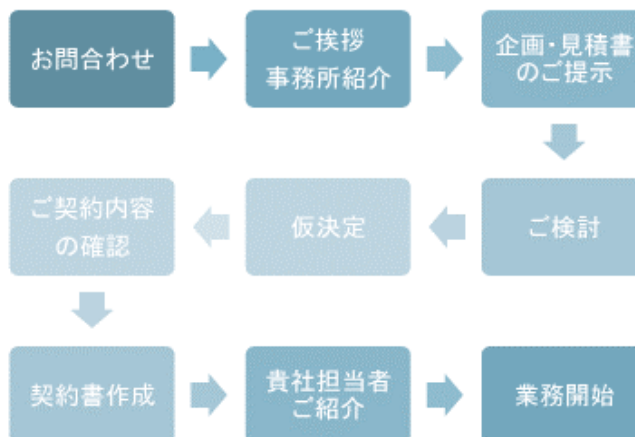 お問合わせ
ご挨拶
事務所紹介
企画・見積書
のご提示
ご検討
仮決定
ご契約内容
の確認
契約書作成
貴社担当者
ご紹介
業務開始